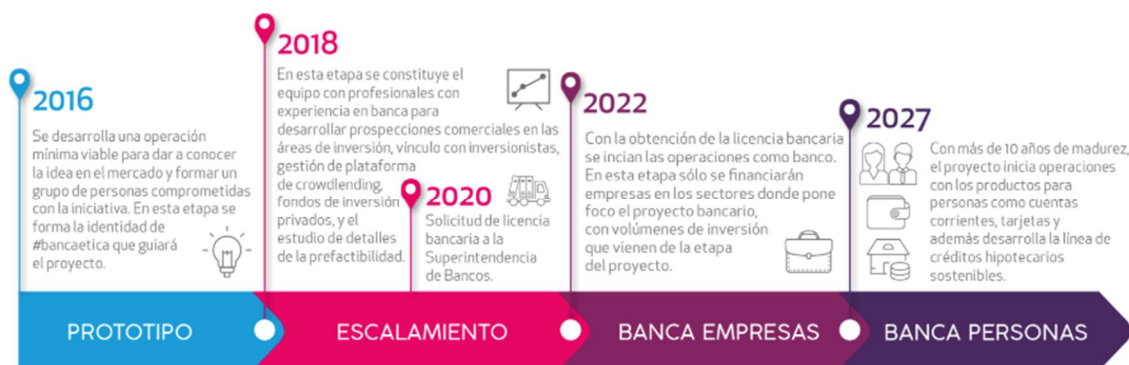 2016
Se desarrolla una operación
mínima viable para dar a conocer
la idea en el mercado y formar un
grupo de personas comprometidas
con la iniciativa. En esta etapa se
forma la identidad de
#bancaetica que guiará
el proyecto.
2018
En esta etapa se constituye el
equipo con profesionales con
experiencia en banca para
desarrollar prospecciones comerciales en las
áreas de inversión, vínculo con inversionistas,
gestión de plataforma
de crowdlending,
fondos de inversión
privados, y el
estudio de detalles
de la prefactibilidad.
2020
Solicitud de licencia
bancaria a la
Superintendencia
de Bancos.
2022
Con la obtención de la licencia bancaria
se incian las operaciones como banco.
En esta etapa sólo se financiarán
empresas en los sectores donde pone
foco el proyecto bancario,
con volúmenes de inversión
que vienen de la etapa
del proyecto.
2027
Con más de 10 años de madurez,
el proyecto inicia operaciones
con los productos para
personas como cuentas
corrientes, tarjetas y
además desarrolla la línea de
créditos hipotecarios
sostenibles.
PROTOTIPO
ESCALAMIENTO
BANCA EMPRESAS
BANCA PERSONAS